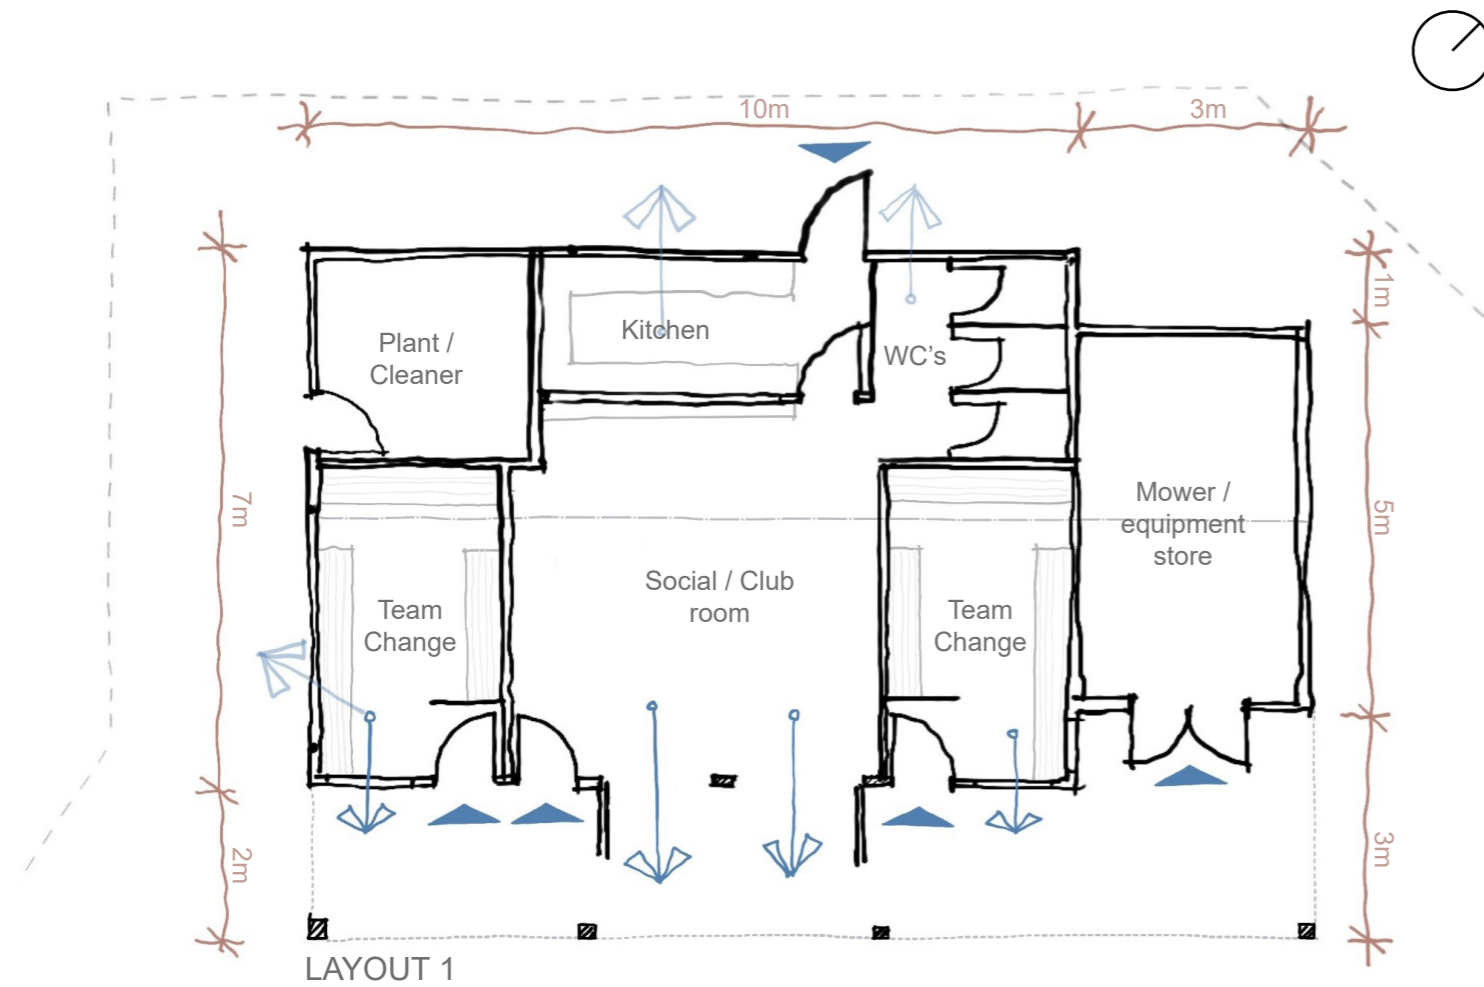 10m
3m
1m
Kitchen
Plant /
Cleaner
WC's
7m
Mower /
equipment
store
5m
Social / Club
room
Team
Change
Team
Change
2m
3m
LAYOUT 1